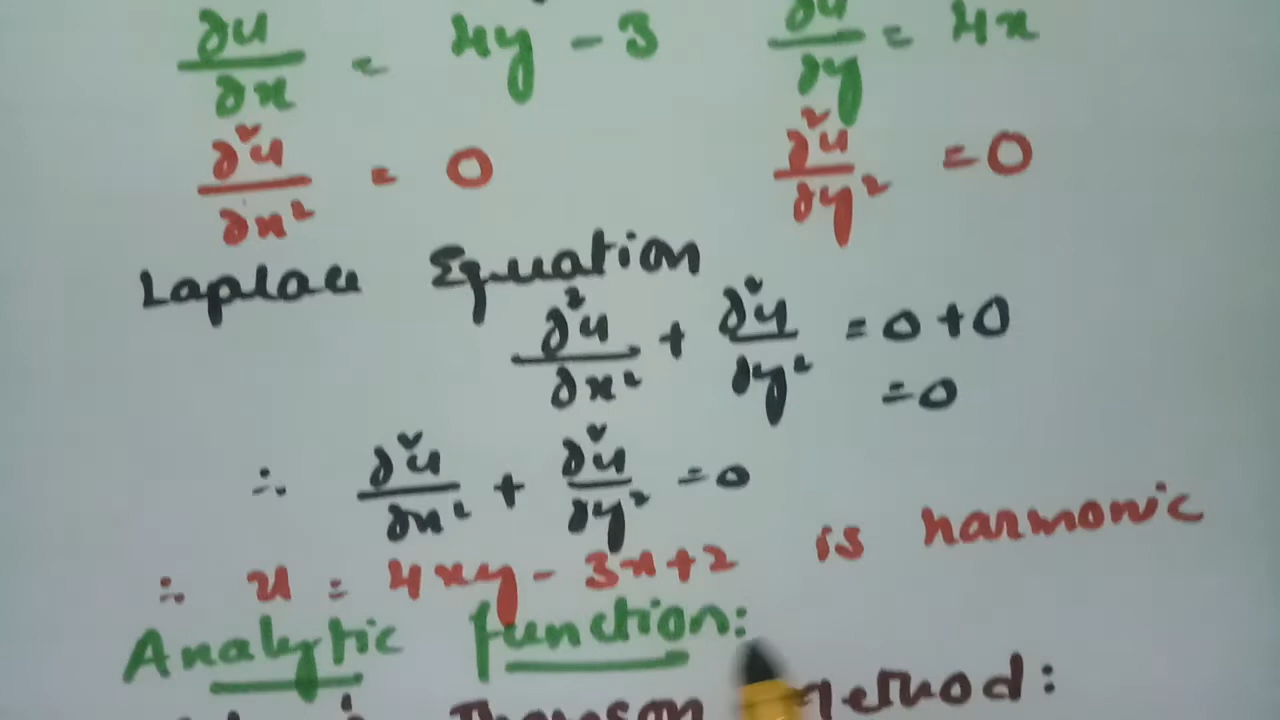 ∂u/∂x = 4y - 3 ∂u/∂y = 4x
∂²u/∂x² = 0 ∂²u/∂y² = 0
Laplace Equation
∂²u/∂x² + ∂²u/∂y² = 0 + 0
= 0
∴ ∂²u/∂x² + ∂²u/∂y² = 0
∴ u = 4xy - 3x + 2 is harmonic
Analytic function:
Thomson method: